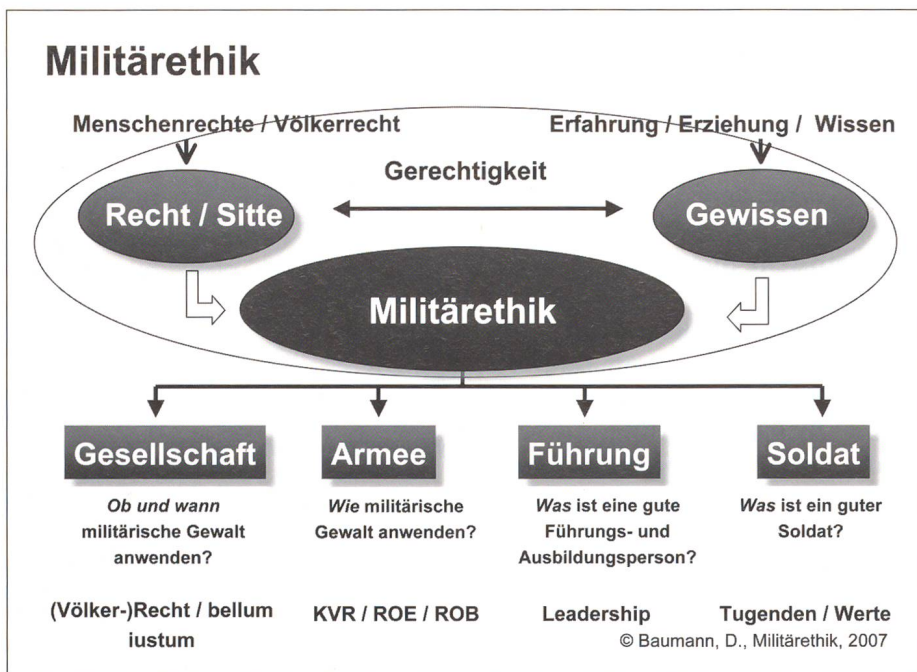 Militärethik
Menschenrechte / Völkerrecht
Erfahrung / Erziehung / Wissen
Gerechtigkeit
Recht / Sitte
Gewissen
Militärethik
Gesellschaft
Armee
Führung
Soldat
Ob und wann
militärische Gewalt
anwenden?
Wie militärische
Gewalt anwenden?
Was ist eine gute
Führungs- und
Ausbildungsperson?
Was ist ein guter
Soldat?
(Völker-)Recht / bellum
iustum
KVR / ROE / ROB
Leadership
Tugenden / Werte
© Baumann, D., Militärethik, 2007